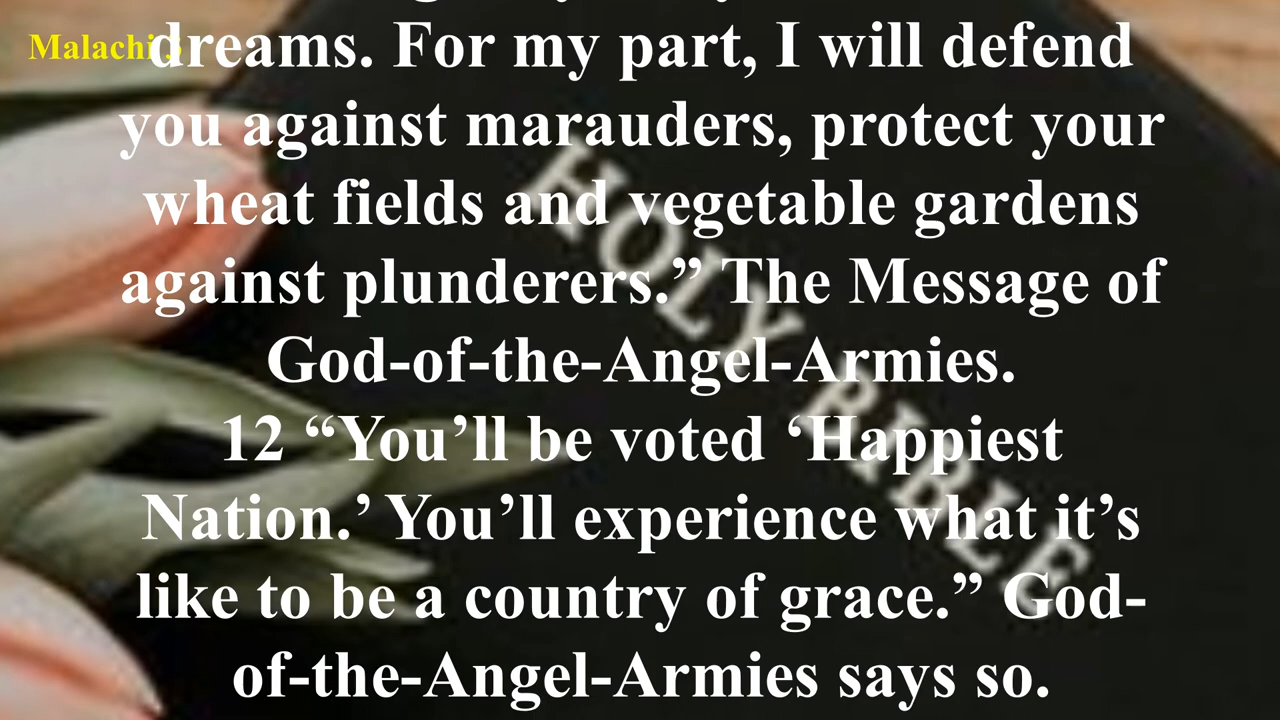 Malachi
dreams. For my part, I will defend
you against marauders, protect your
wheat fields and vegetable gardens
against plunderers.” The Message of
God-of-the-Angel-Armies.
12 “You’ll be voted ‘Happiest
Nation.’ You’ll experience what it’s
like to be a country of grace.” God-
of-the-Angel-Armies says so.
HOLY BIBLE